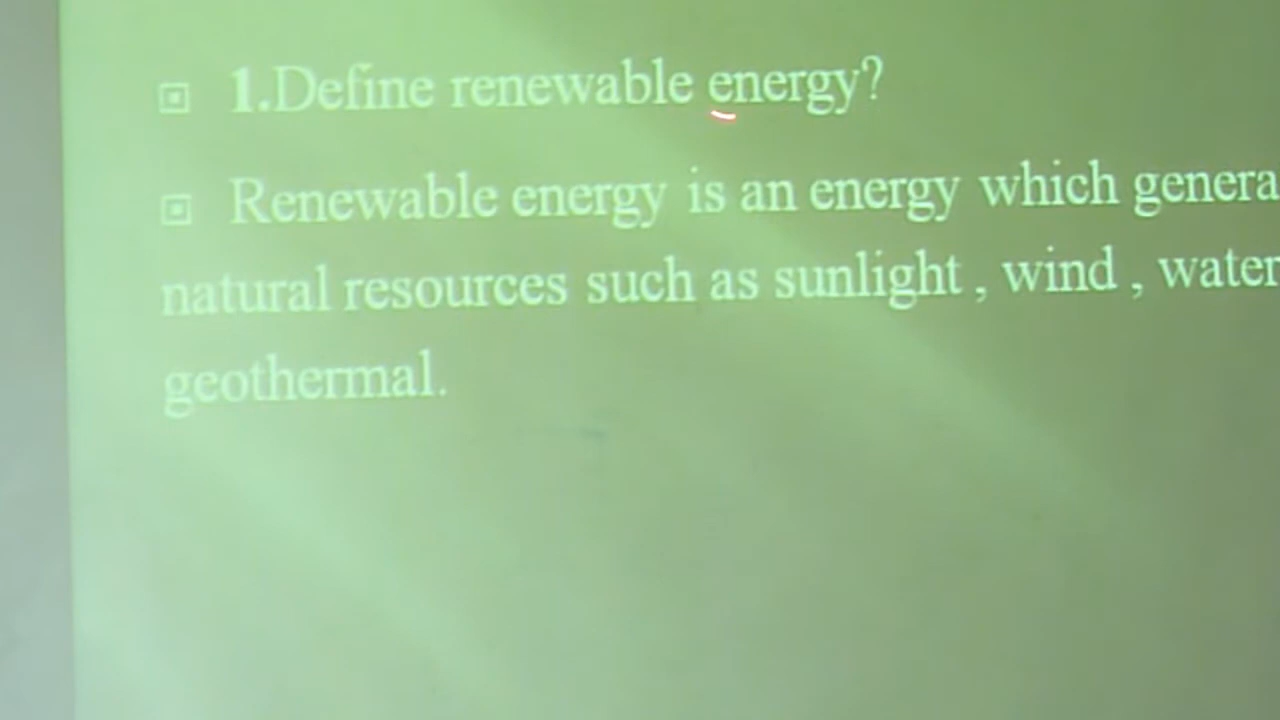 1.Define renewable energy?
Renewable energy is an energy which genera
natural resources such as sunlight , wind , water
geothermal.